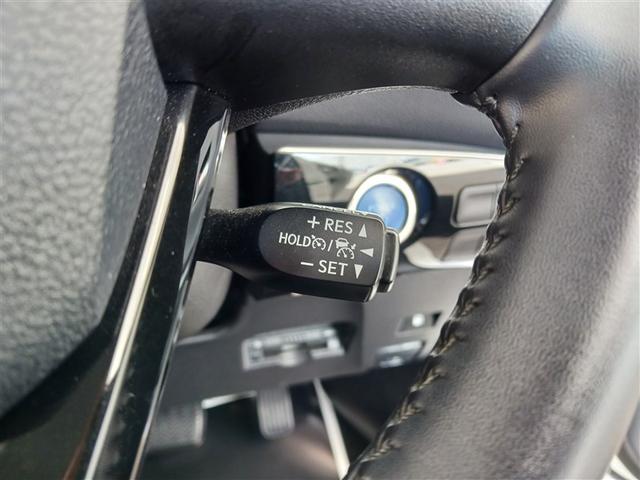 + RES ▲
HOLD / ◀
− SET ▼